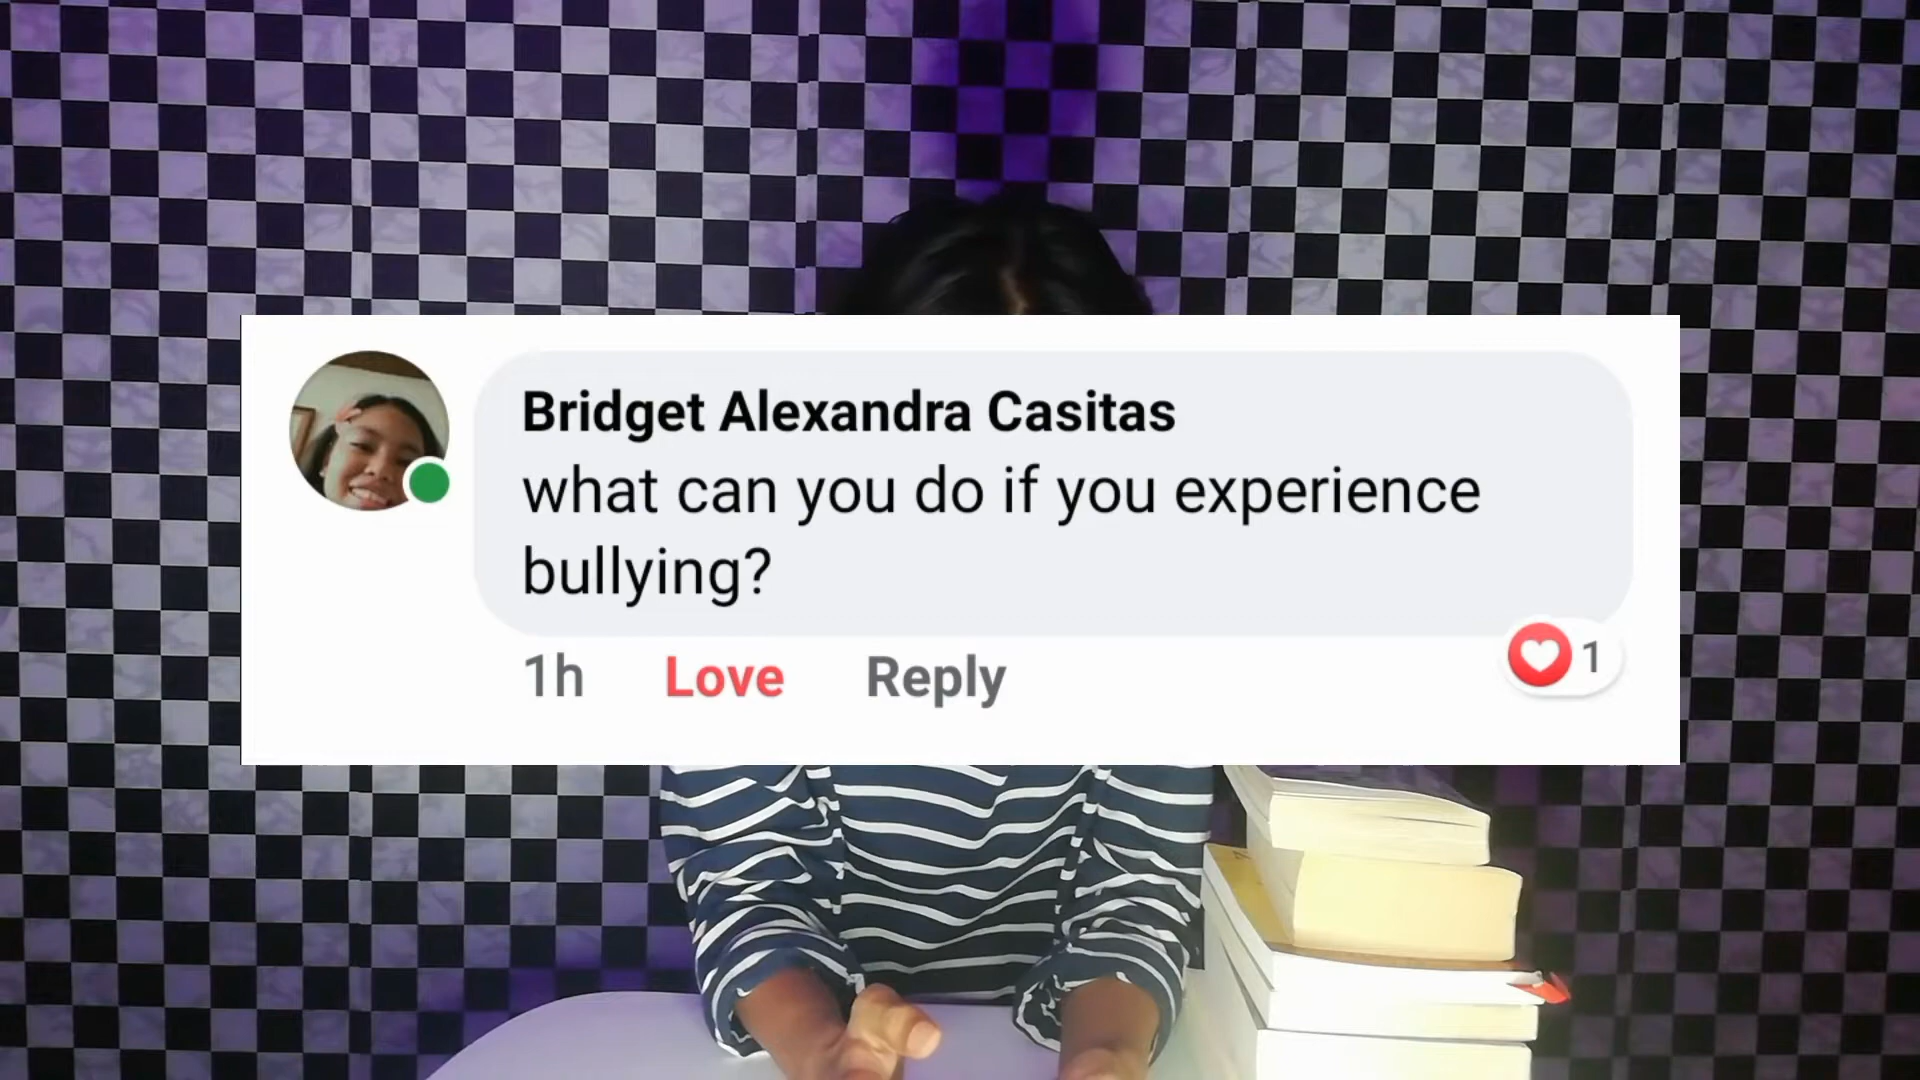 Bridget Alexandra Casitas
what can you do if you experience
bullying?
1h Love Reply
1